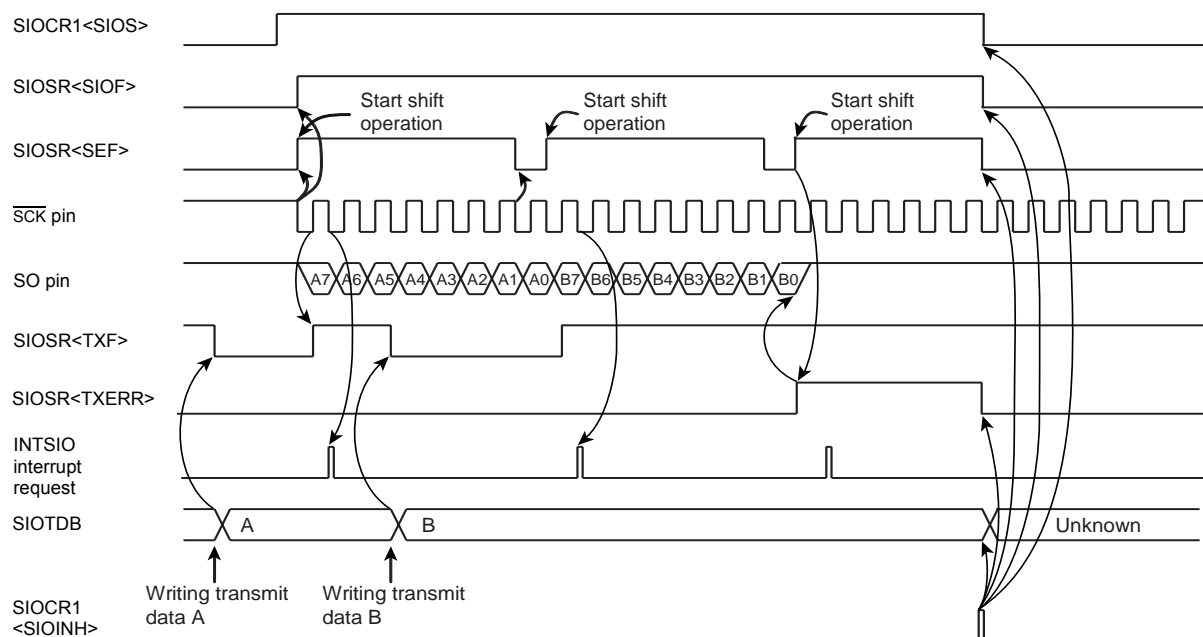 SIOCR1<SIOS>
SIOSR<SIOF>
Start shift
operation
Start shift
operation
Start shift
operation
SIOSR<SEF>
SCK pin
SO pin
A7 A6 A5 A4 A3 A2 A1 A0 B7 B6 B5 B4 B3 B2 B1 B0
SIOSR<TXF>
SIOSR<TXERR>
INTSIO
interrupt
request
SIOTDB
A
B
Unknown
Writing transmit
data A
Writing transmit
data B
SIOCR1
<SIOINH>